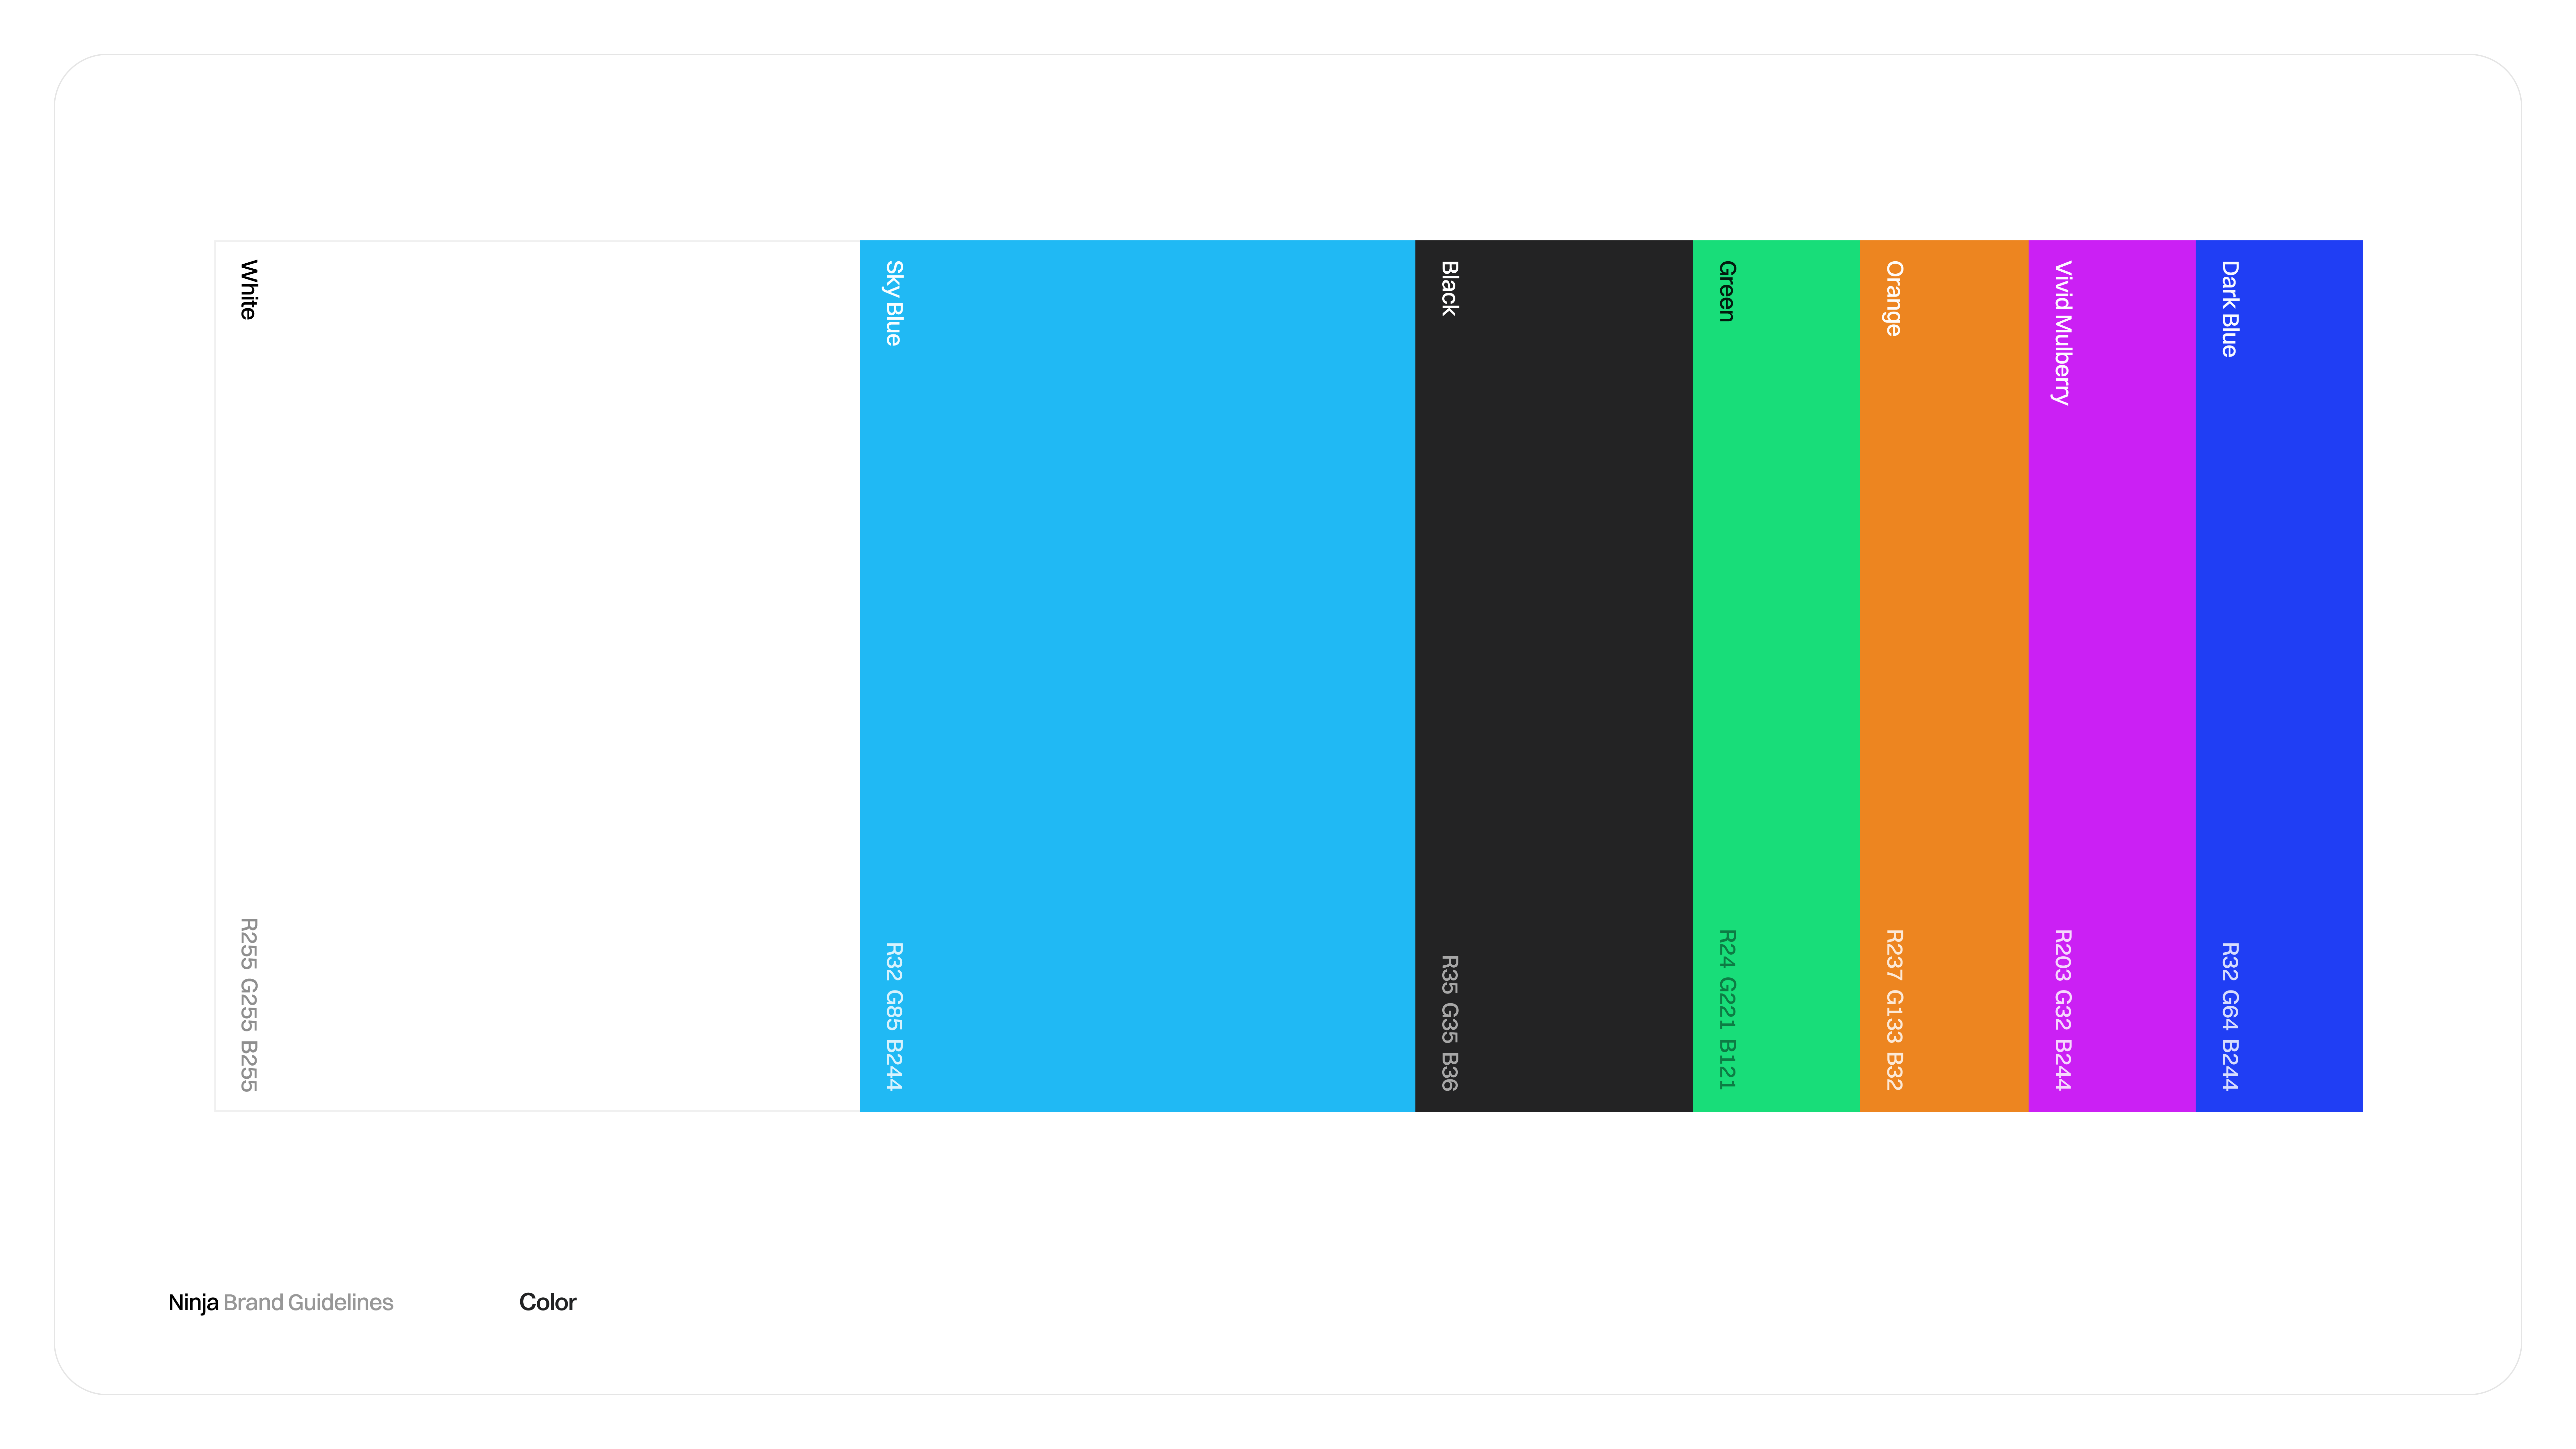 White
R255 G255 B255
Sky Blue
R32 G85 B244
Black
R35 G35 B36
Green
R24 G221 B121
Orange
R237 G133 B32
Vivid Mulberry
R203 G32 B244
Dark Blue
R32 G64 B244
Ninja Brand Guidelines
Color